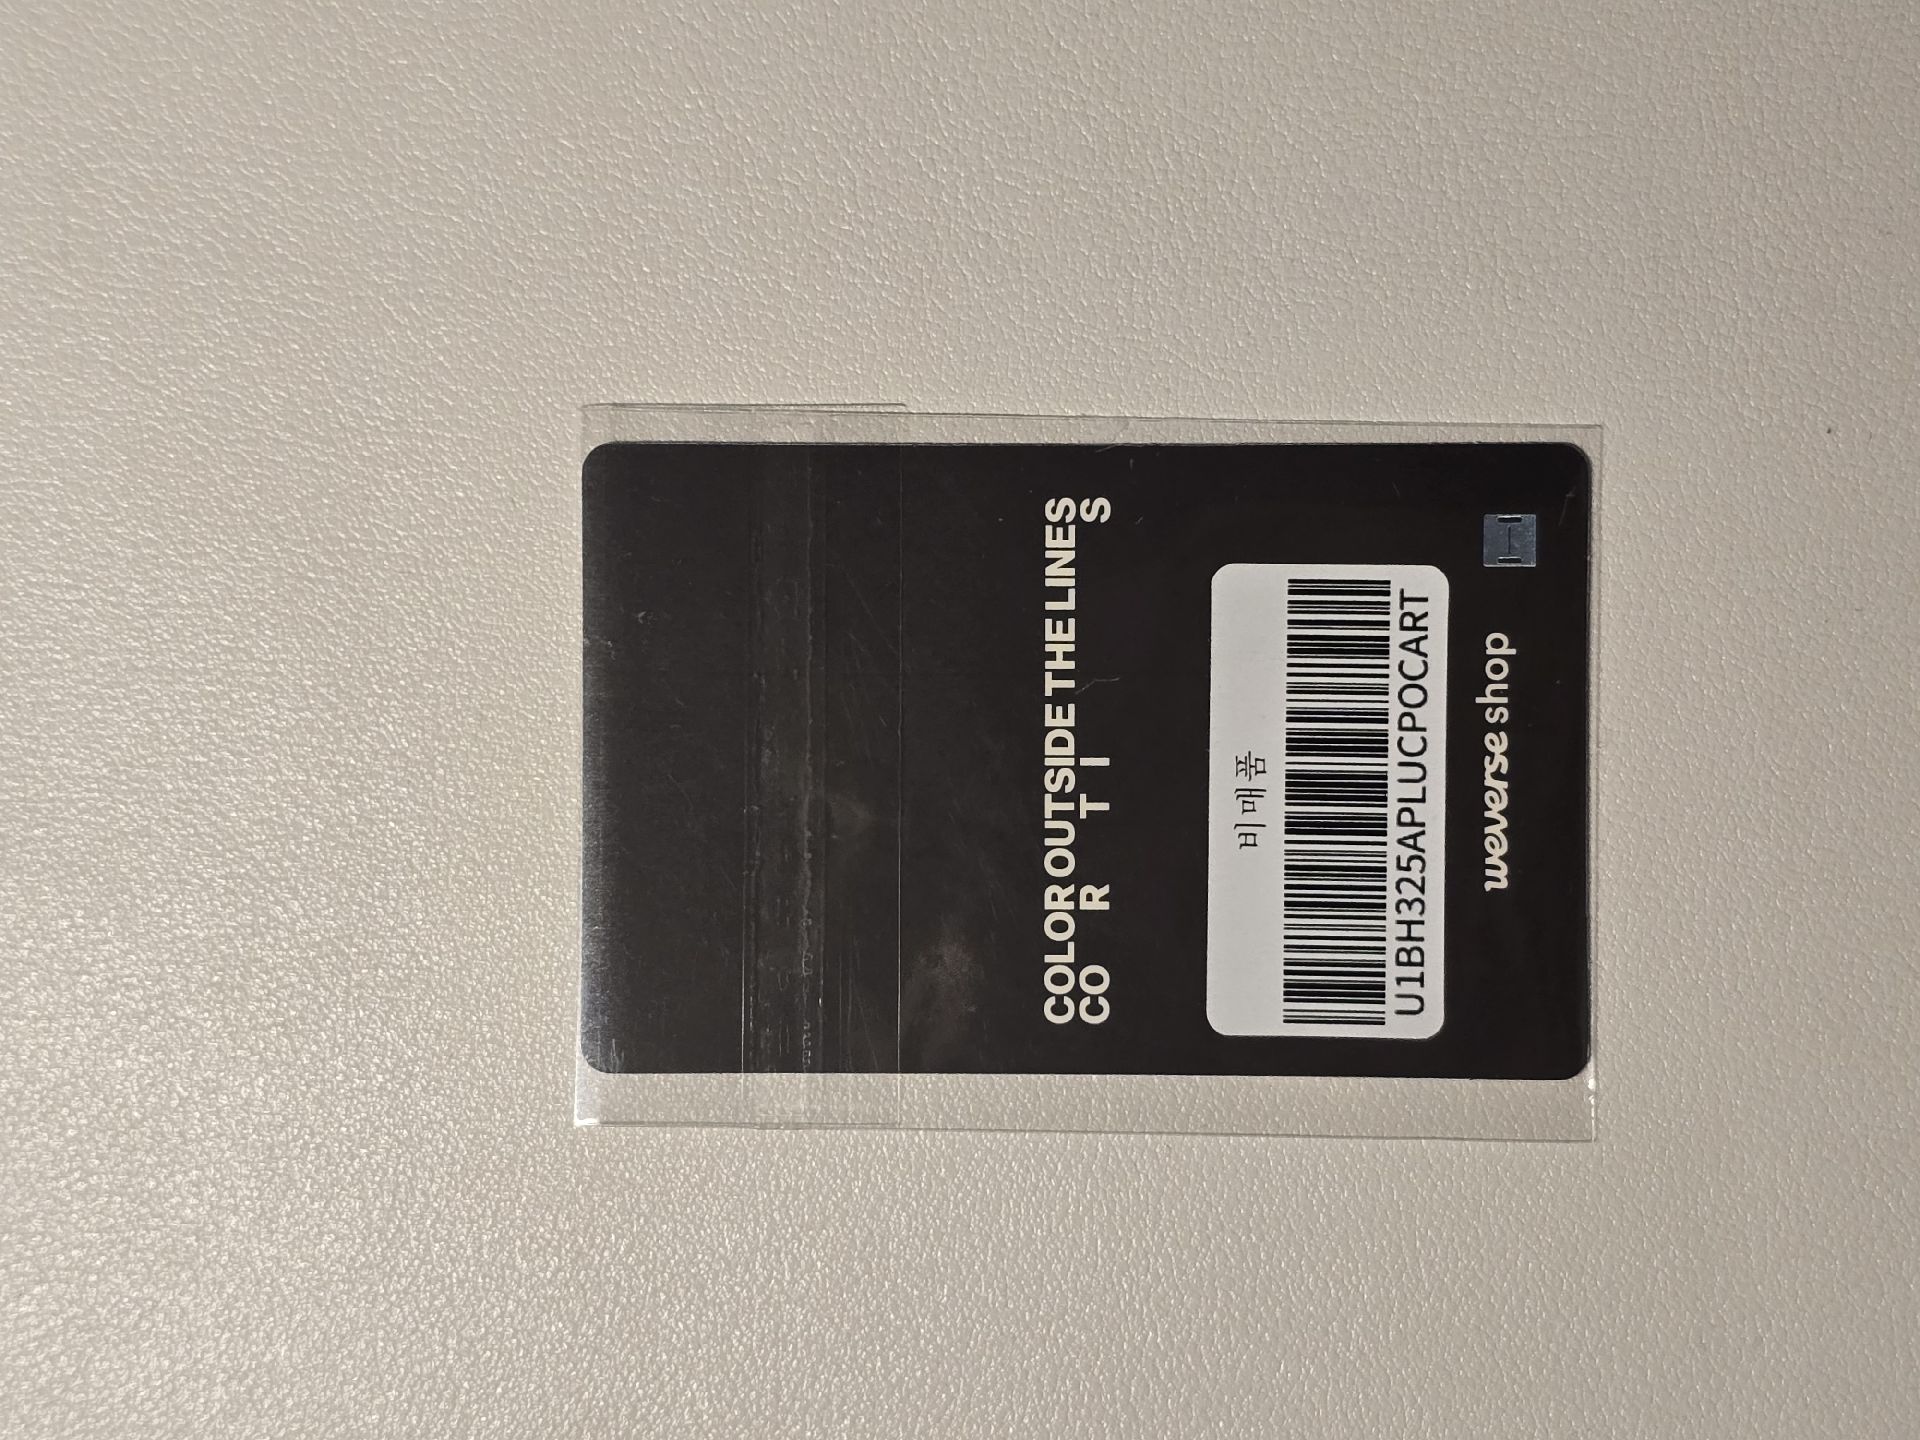 COLOR OUTSIDE THE LINES
CO R T I S
비매품
U1BH325APLUCPOCART
weverse shop
H